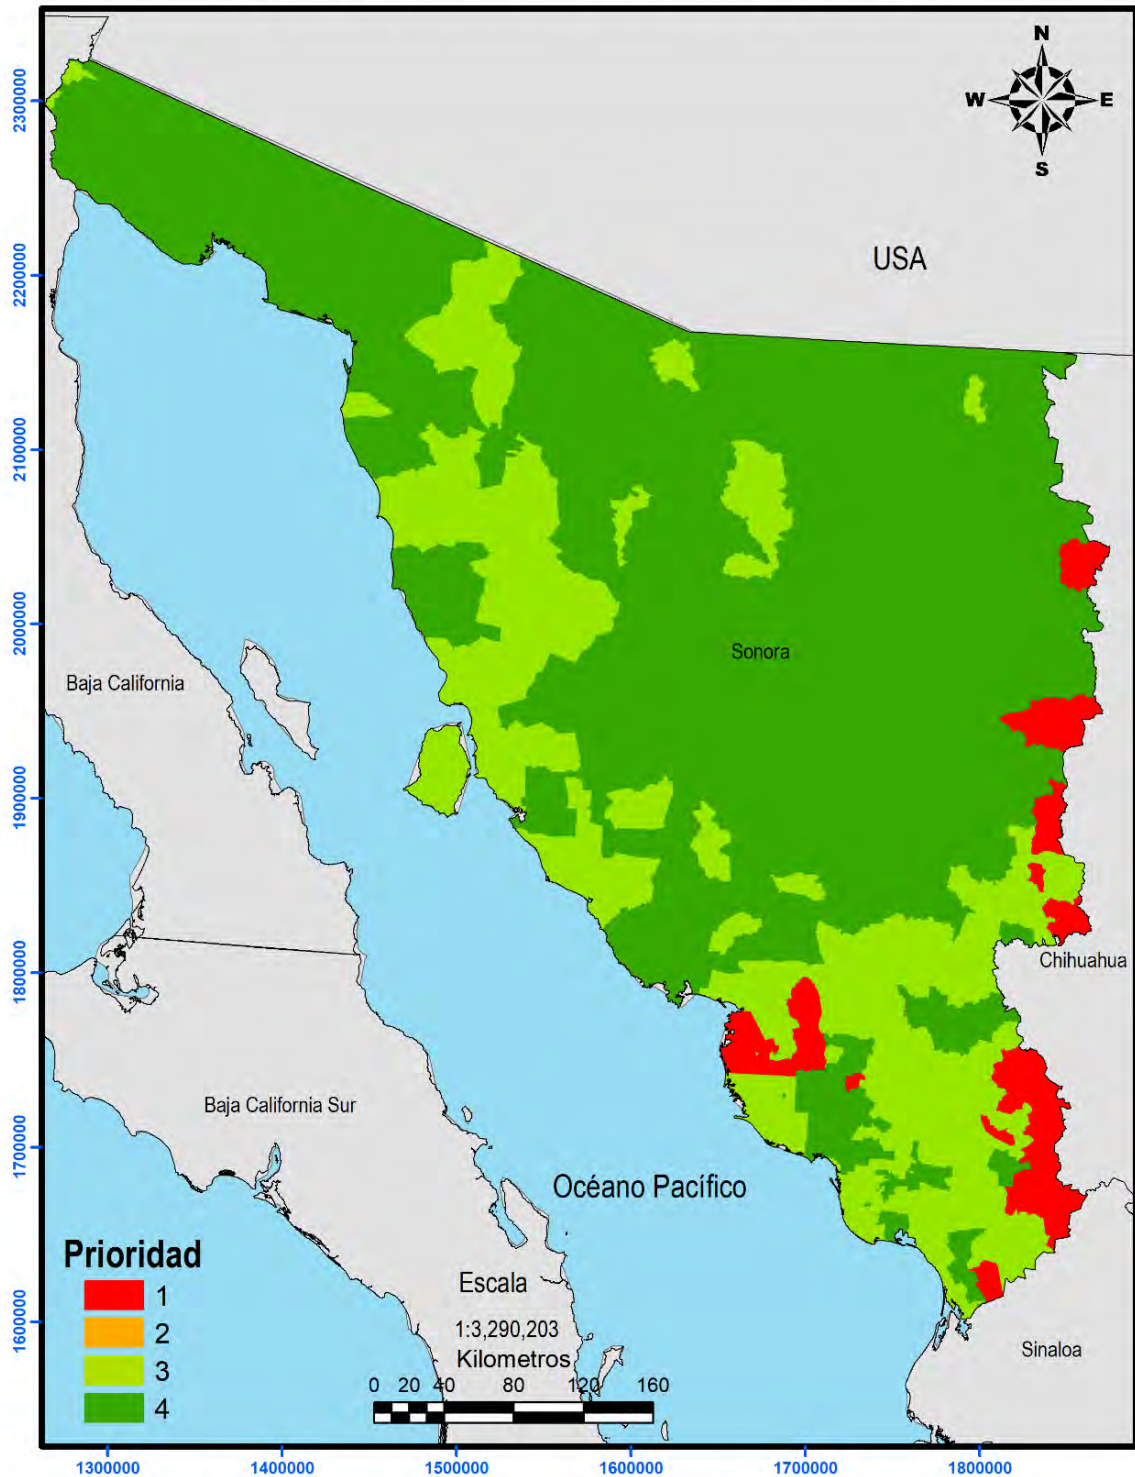 N
W E
S
USA
Sonora
Baja California
Chihuahua
Baja California Sur
Océano Pacífico
Sinaloa
Prioridad
1
2
3
4
Escala
1:3,290,203
Kilometros
0 20 40 80 120 160
2300000
2200000
2100000
2000000
1900000
1800000
1700000
1600000
1300000 1400000 1500000 1600000 1700000 1800000